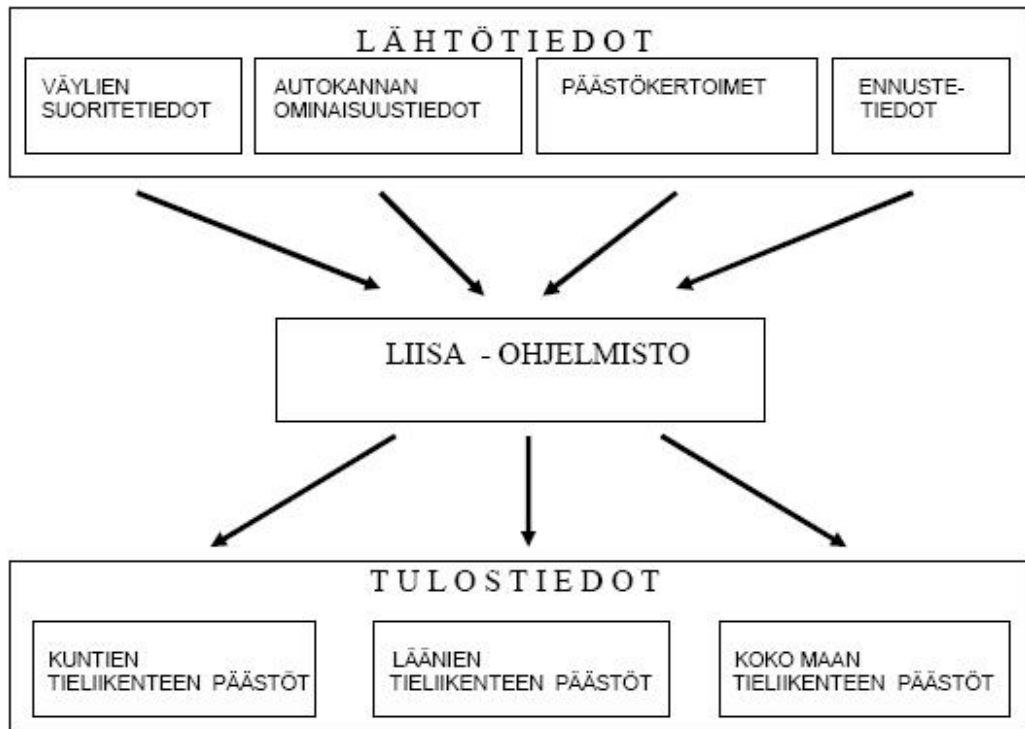 LÄHTÖTIEDOT
VÄYLIEN
SUORITETIEDOT
AUTOKANNAN
OMINAISUUSTIEDOT
PÄÄSTÖKERTOIMET
ENNUSTE-
TIEDOT
LIISA - OHJELMISTO
TULOSTIEDOT
KUNTIEN
TIELIIKENTEEN PÄÄSTÖT
LÄÄNIEN
TIELIIKENTEEN PÄÄSTÖT
KOKO MAAN
TIELIIKENTEEN PÄÄSTÖT